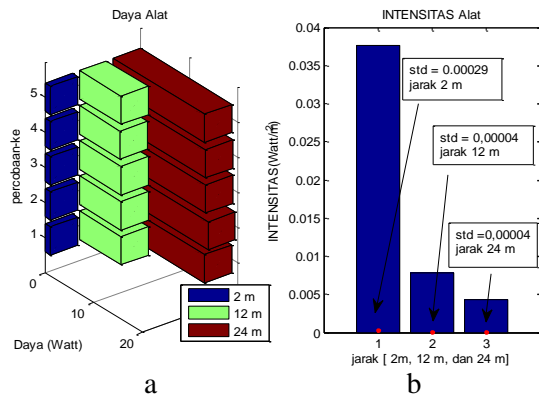 Daya Alat
percobaan-ke
5
4
3
2
1
0
10
20
Daya (Watt)
2 m
12 m
24 m
a
INTENSITAS Alat
INTENSITAS(Watt/m²)
0.04
0.035
0.03
0.025
0.02
0.015
0.01
0.005
0
std = 0.00029
jarak 2 m
std = 0,00004
jarak 12 m
std =0,00004
jarak 24 m
1 2 3
jarak [ 2m, 12 m, dan 24 m]
b